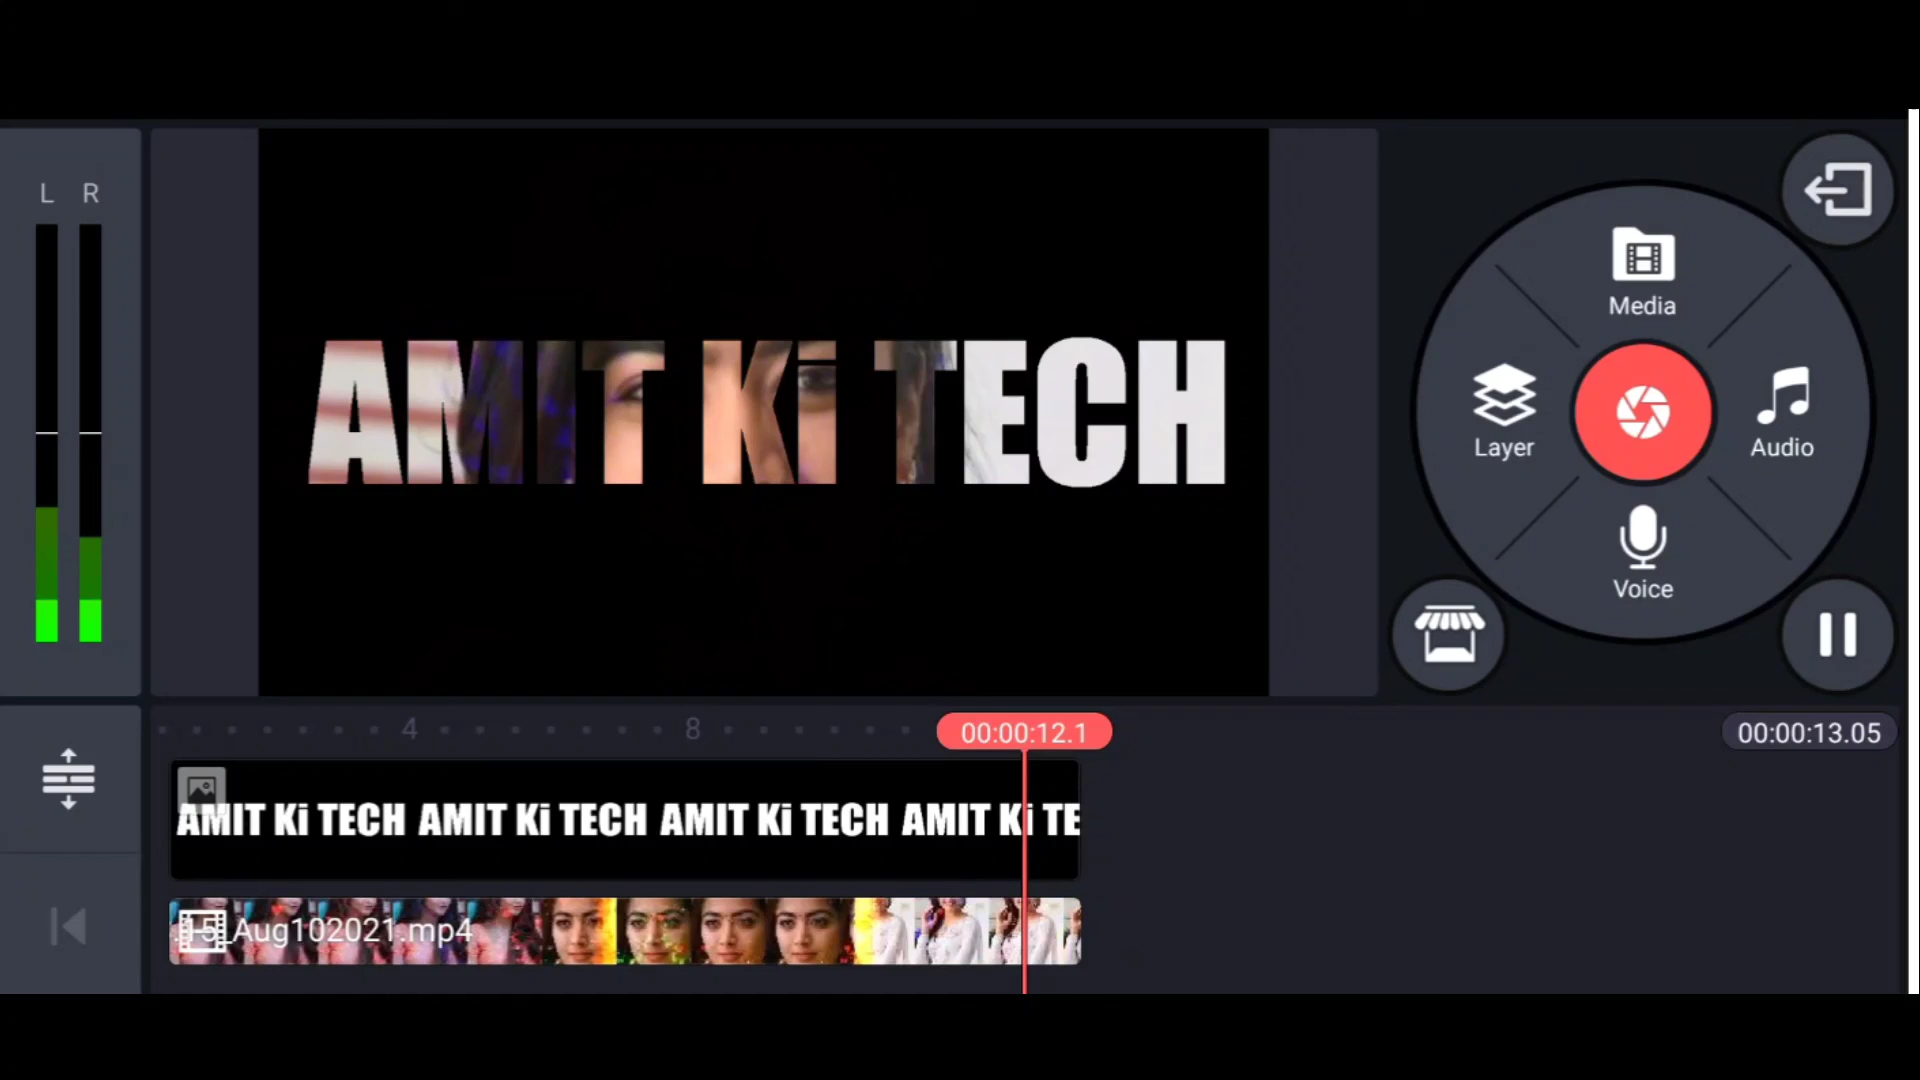 L R
AMIT Ki TECH
Media
Layer
Audio
Voice
4 8 00:00:12.1 00:00:13.05
AMIT Ki TECH AMIT Ki TECH AMIT Ki TECH AMIT Ki TE
15_Aug102021.mp4